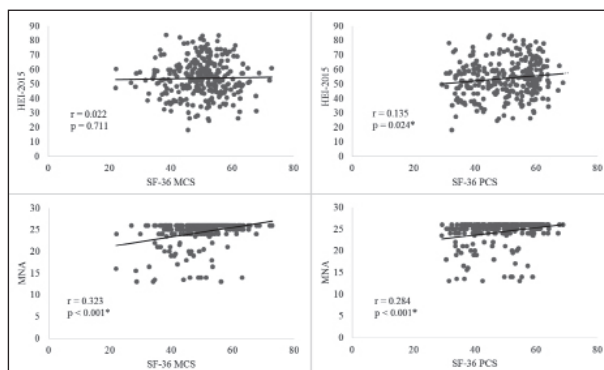 90
80
70
60
50
40
30
20
10
0
HEI-2015
r = 0.022
p = 0.711
0 20 40 60 80
SF-36 MCS
90
80
70
60
50
40
30
20
10
0
HEI-2015
r = 0.135
p = 0.024*
0 20 40 60 80
SF-36 PCS
30
25
20
15
10
5
0
MNA
r = 0.323
p < 0.001*
0 20 40 60 80
SF-36 MCS
30
25
20
15
10
5
0
MNA
r = 0.284
p < 0.001*
0 20 40 60 80
SF-36 PCS